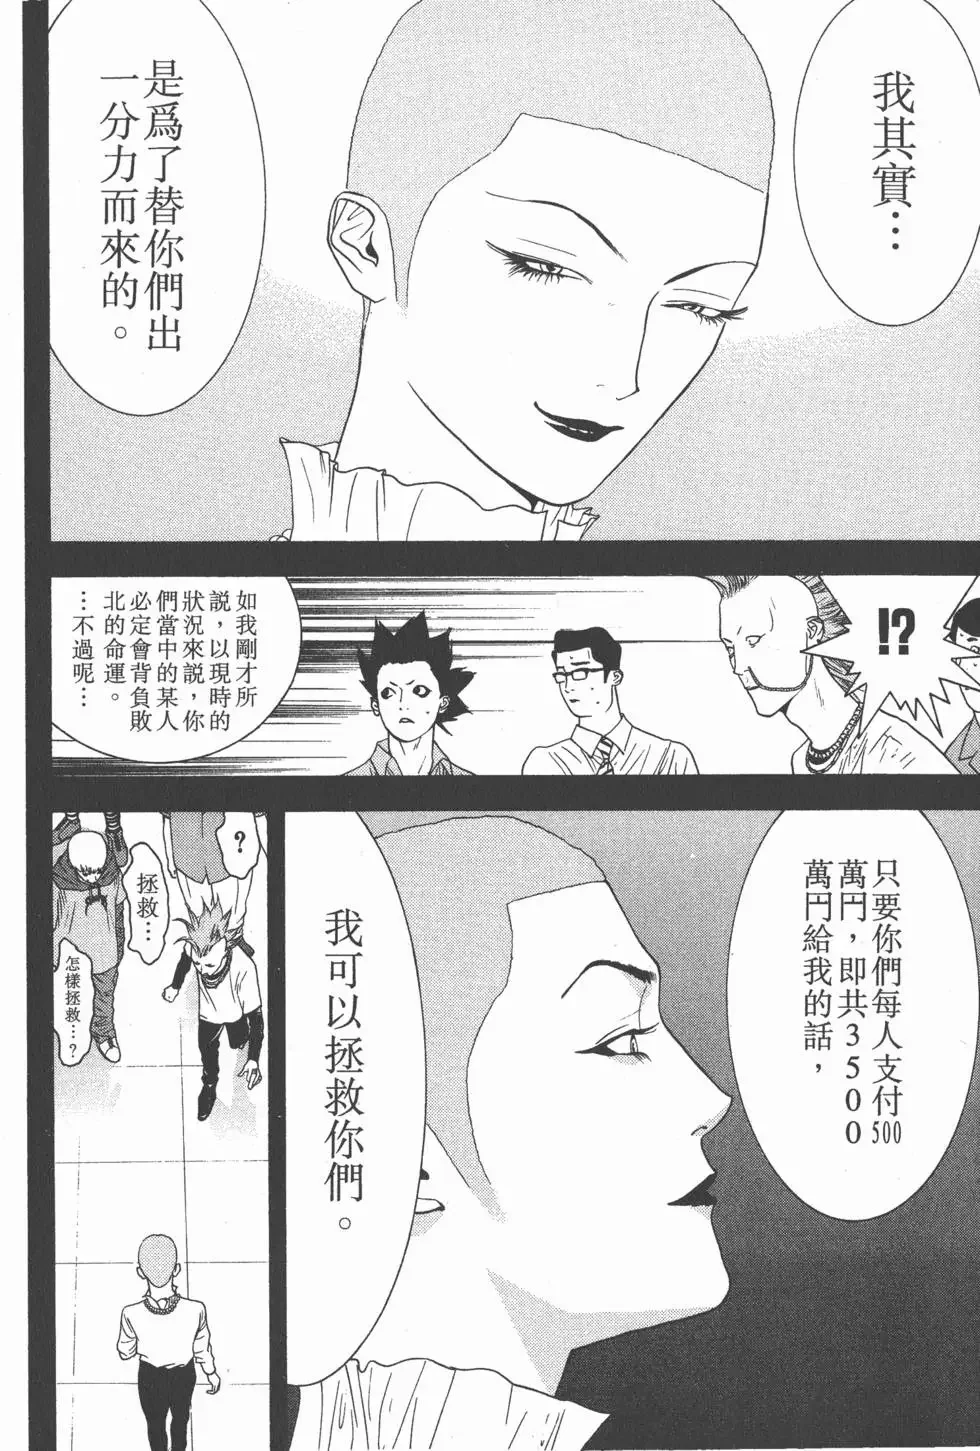 我其實…
是爲了替你們出
一分力而來的。
!?
如我剛才所
説，以現時的
狀況來説，你
們當中的某人
必定會背負敗
北的命運。
…不過呢…
只要你們每人支付500
萬円，即共3500
萬円給我的話，
我可以拯救你們。
?
拯救…
怎樣拯救…?